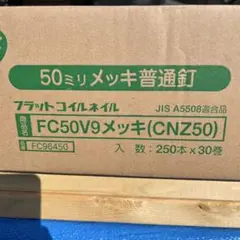 50ミリメッキ普通釘
フラットコイルネイル JIS A5508適合品
商品名 FC50V9メッキ(CNZ50)
FC96450 入 数:250本×30巻